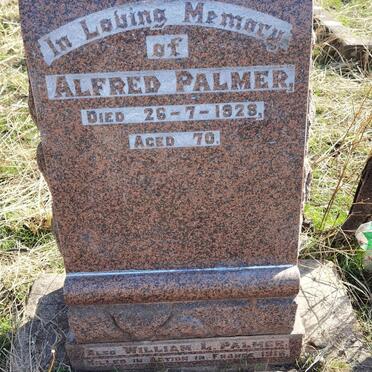 In Loving Memory
of
ALFRED PALMER,
DIED 26-7-1928,
AGED 70.
ALSO WILLIAM L. PALMER
KILLED IN ACTION IN FRANCE 1918